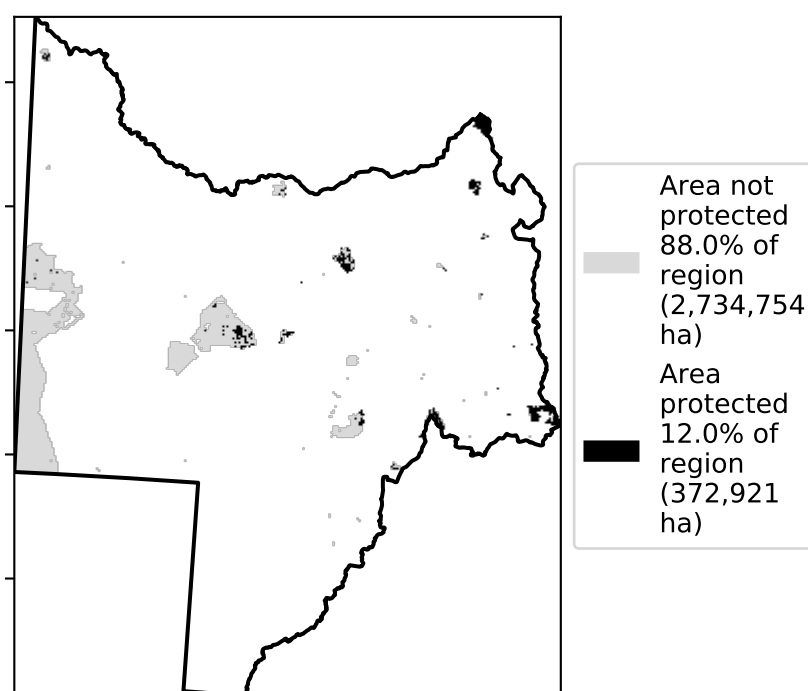 Area not
protected
88.0% of
region
(2,734,754
ha)
Area
protected
12.0% of
region
(372,921
ha)